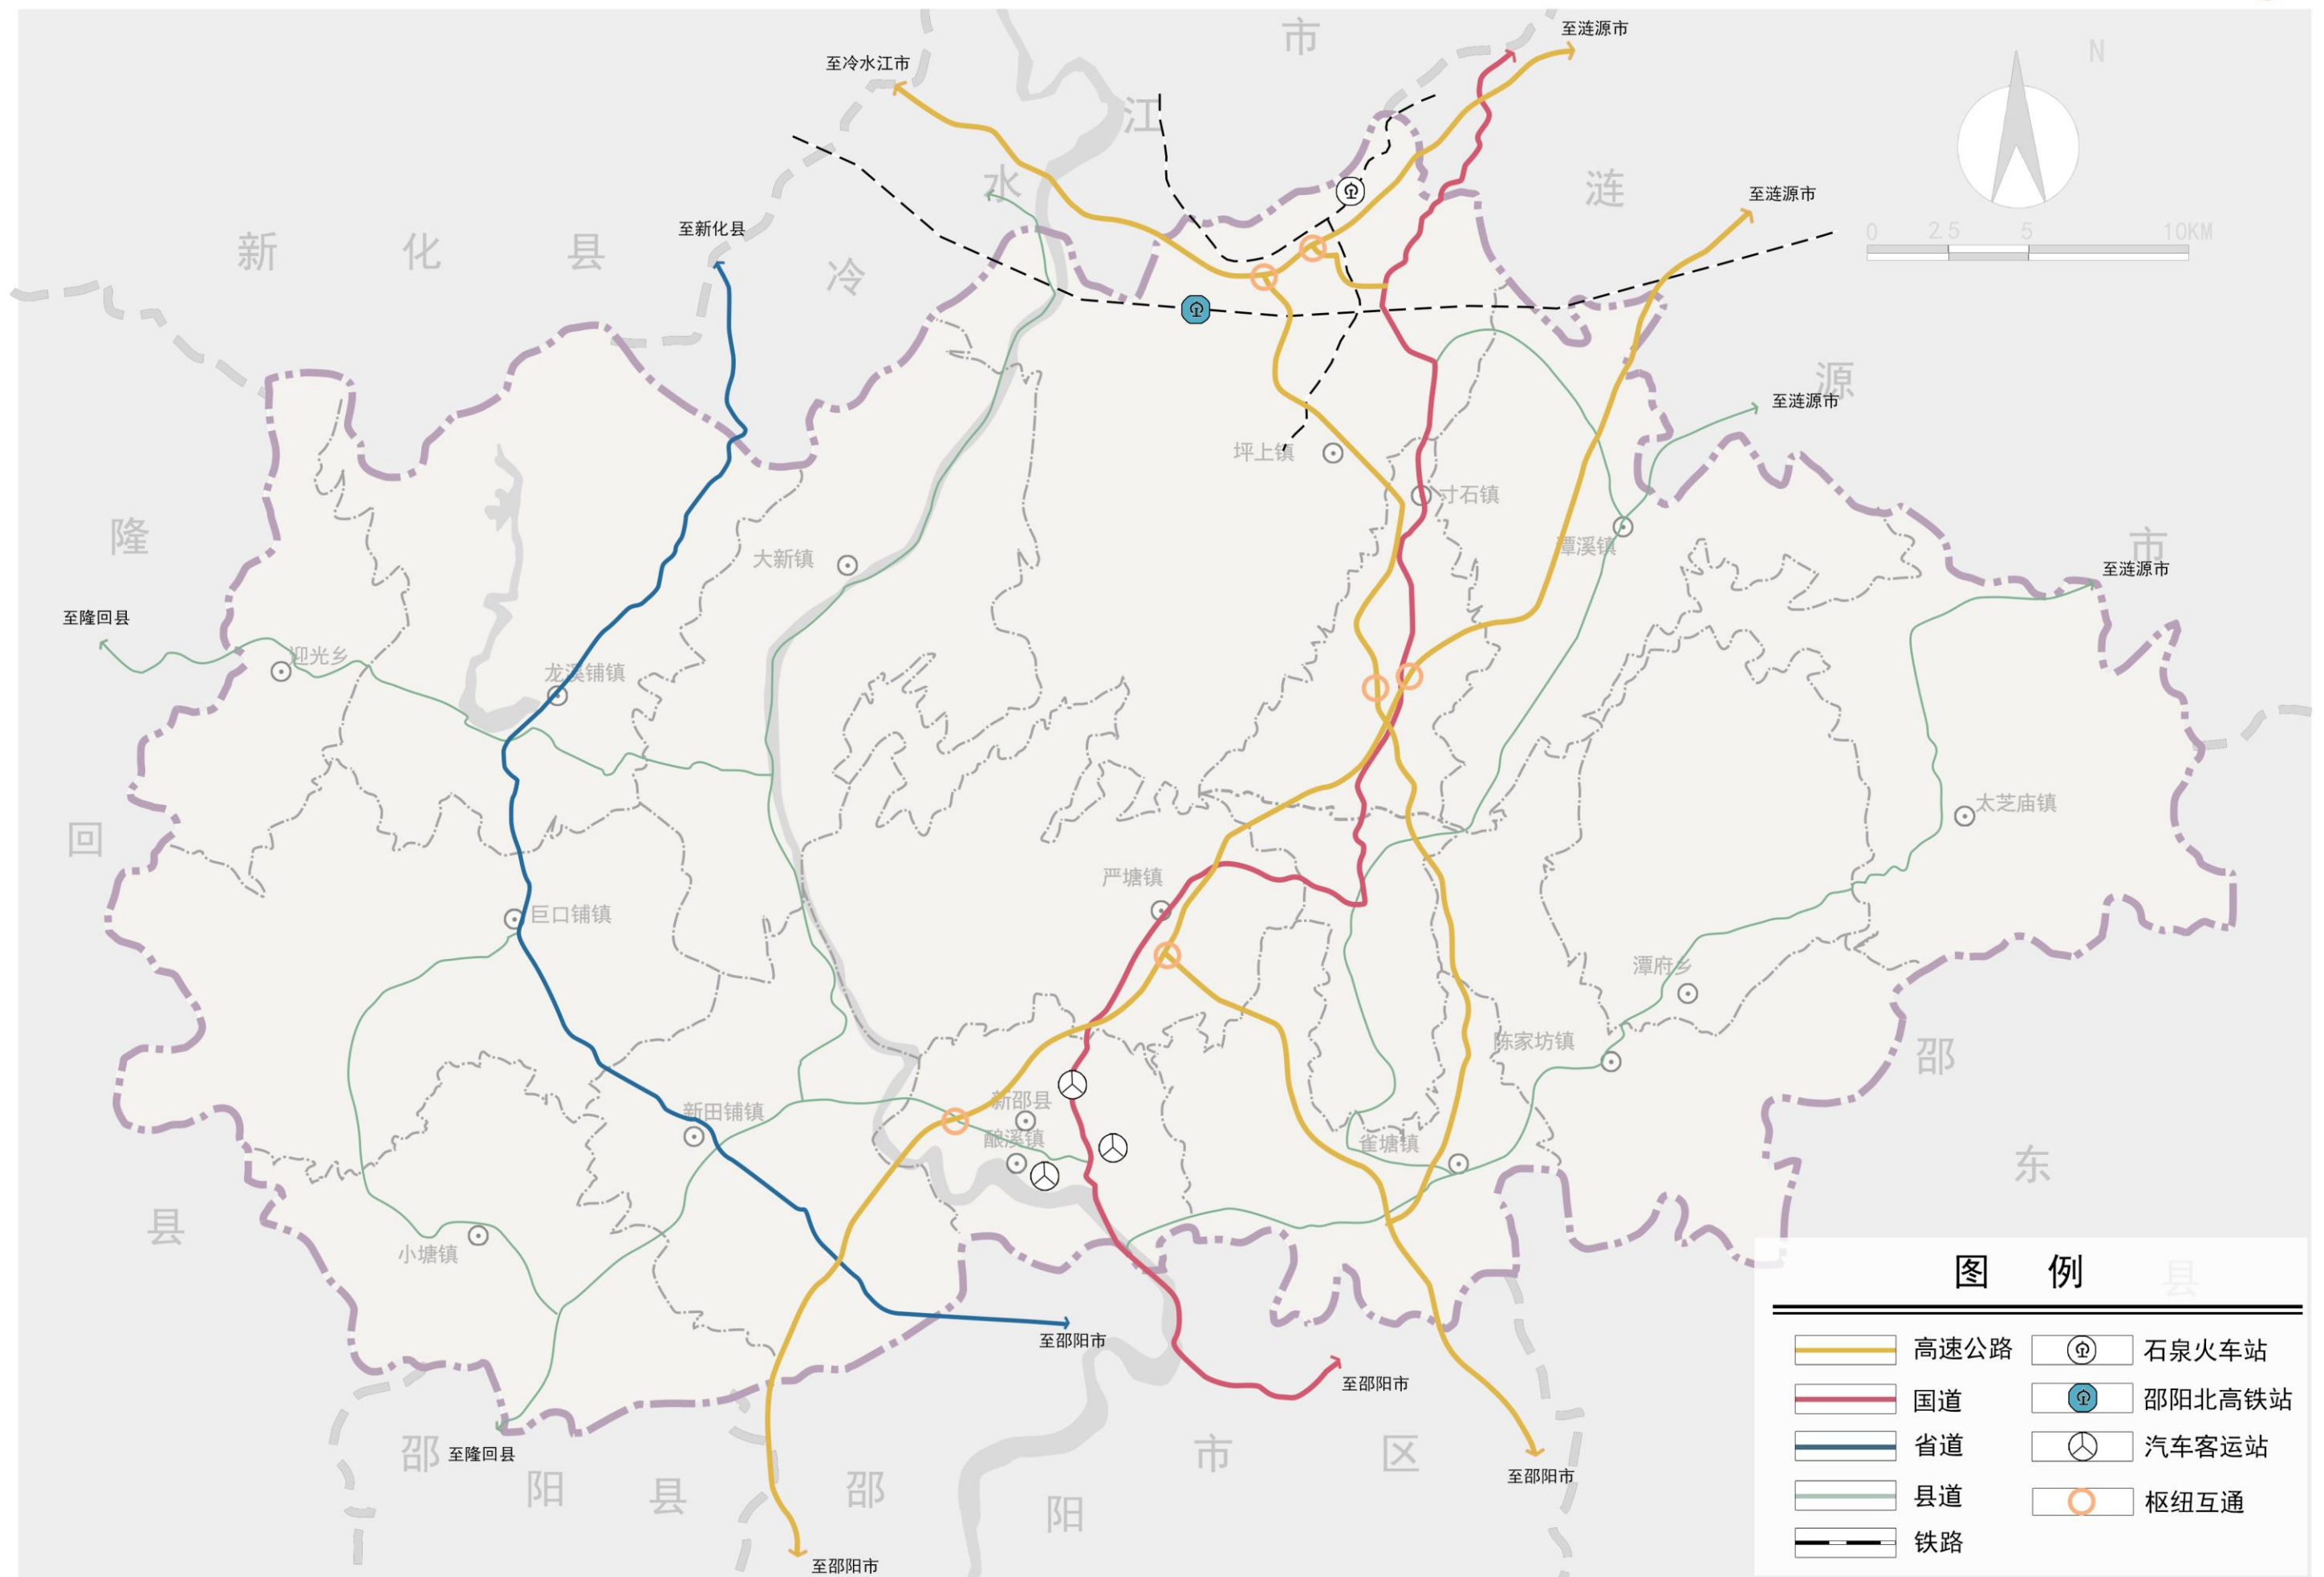 市
至涟源市
至冷水江市
N
江
水
涟
至涟源市
至新化县
0 2.5 5 10KM
新 化 县
冷
源
至涟源市
坪上镇
寸石镇
隆
潭溪镇
市
大新镇
至涟源市
至隆回县
迎光乡
龙溪铺镇
太芝庙镇
回
严塘镇
巨口铺镇
潭府乡
陈家坊镇
邵
新邵县
新田铺镇
酿溪镇
雀塘镇
东
县
小塘镇
县
图 例
至邵阳市
高速公路
石泉火车站
至邵阳市
国道
邵阳北高铁站
至隆回县
省道
汽车客运站
邵
阳
县
邵
阳
市
区
至邵阳市
县道
枢纽互通
铁路
至邵阳市